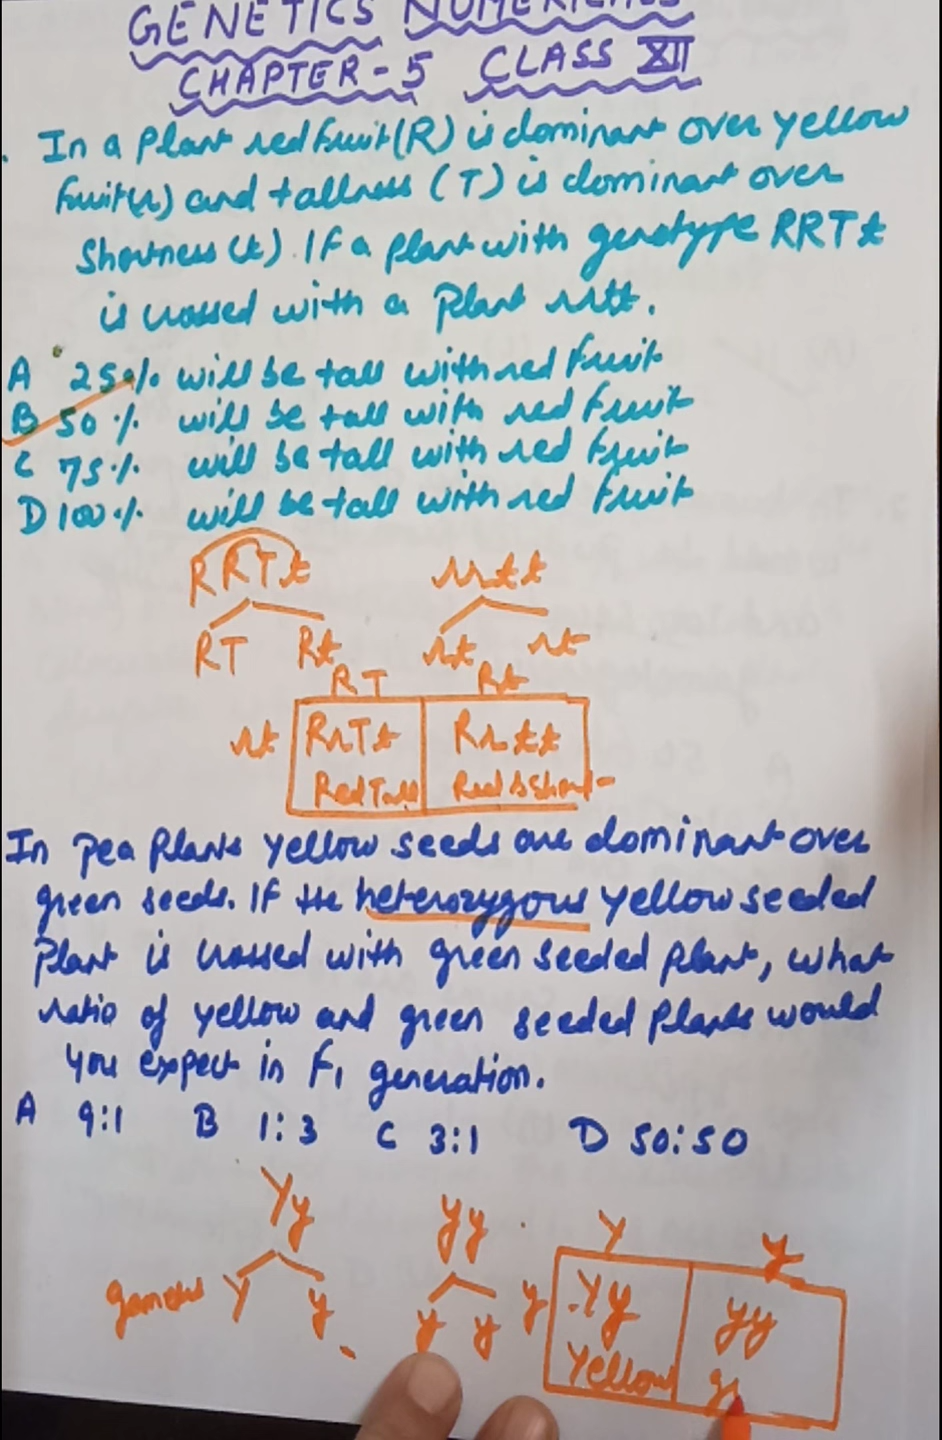 GENETICS NUMERICALS
CHAPTER-5 CLASS XII
. In a plant red fruit (R) is dominant over yellow
fruit (r) and tallness (T) is dominant over
Shortness (t). If a plant with genotype RRTt
is crossed with a plant rrtt.
A 25% will be tall with red fruit
B 50% will be tall with red fruit
C 75% will be tall with red fruit
D 100% will be tall with red fruit
RRTt rrtt
RT Rt rt rt
RT Rt
rt RrTt Rrtt
Red Tall Red & Short
In pea plants yellow seeds are dominant over
green seeds. If the heterozygous yellow seeded
plant is crossed with green seeded plant, what
ratio of yellow and green seeded plants would
you expect in F1 generation.
A 9:1 B 1:3 C 3:1 D 50:50
Yy yy Y y
gametes Y y y y y Yy yy
Yellow g